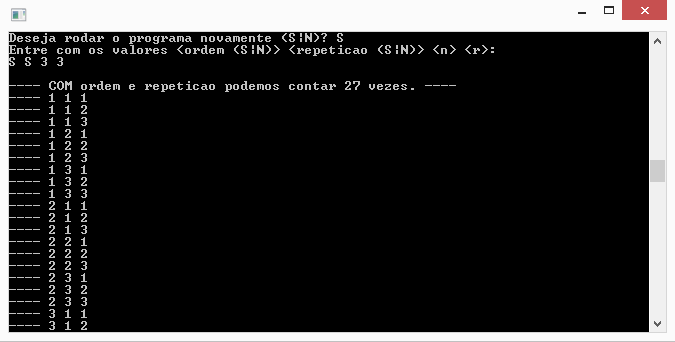 Deseja rodar o programa novamente (S|N)? S
Entre com os valores <ordem (S|N)> <repeticao (S|N)> <n> <r>:
S S 3 3
---- COM ordem e repeticao podemos contar 27 vezes. ----
---- 1 1 1
---- 1 1 2
---- 1 1 3
---- 1 2 1
---- 1 2 2
---- 1 2 3
---- 1 3 1
---- 1 3 2
---- 1 3 3
---- 2 1 1
---- 2 1 2
---- 2 1 3
---- 2 2 1
---- 2 2 2
---- 2 2 3
---- 2 3 1
---- 2 3 2
---- 2 3 3
---- 3 1 1
---- 3 1 2